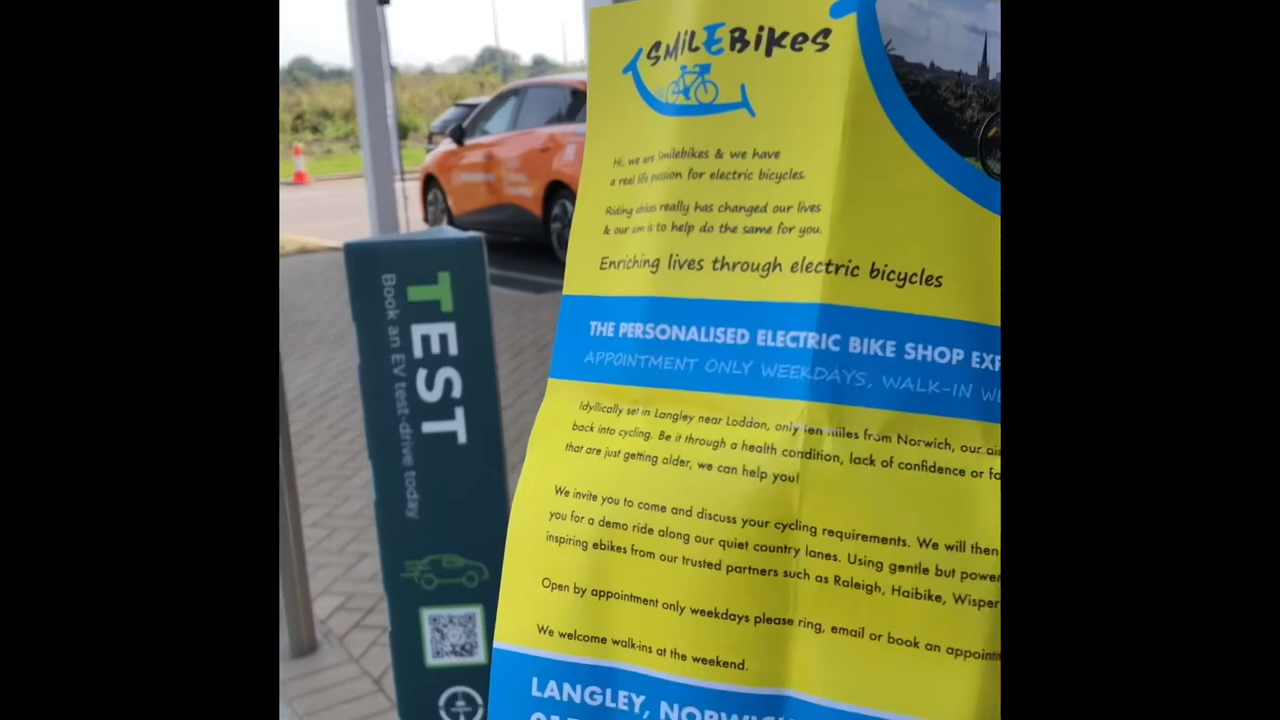 SMILEBIKES
Hi, we are Smilebikes & we have
a real life passion for electric bicycles.
Riding ebikes really has changed our lives
& our aim is to help do the same for you.
Enriching lives through electric bicycles
THE PERSONALISED ELECTRIC BIKE SHOP
APPOINTMENT ONLY WEEKDAYS, WALK-IN
Idyllically set in Langley near Loddon, only ten miles from Norwich, our
back into cycling. Be it through a health condition, lack of confidence or
that are just getting older, we can help you!
We invite you to come and discuss your cycling requirements. We will then
you for a demo ride along our quiet country lanes. Using gentle but
inspiring ebikes from our trusted partners such as Raleigh, Haibike, Wisper
Open by appointment only weekdays please ring, email or book an
We welcome walk-ins at the weekend.
LANGLEY,
TEST
Book an EV test-drive today